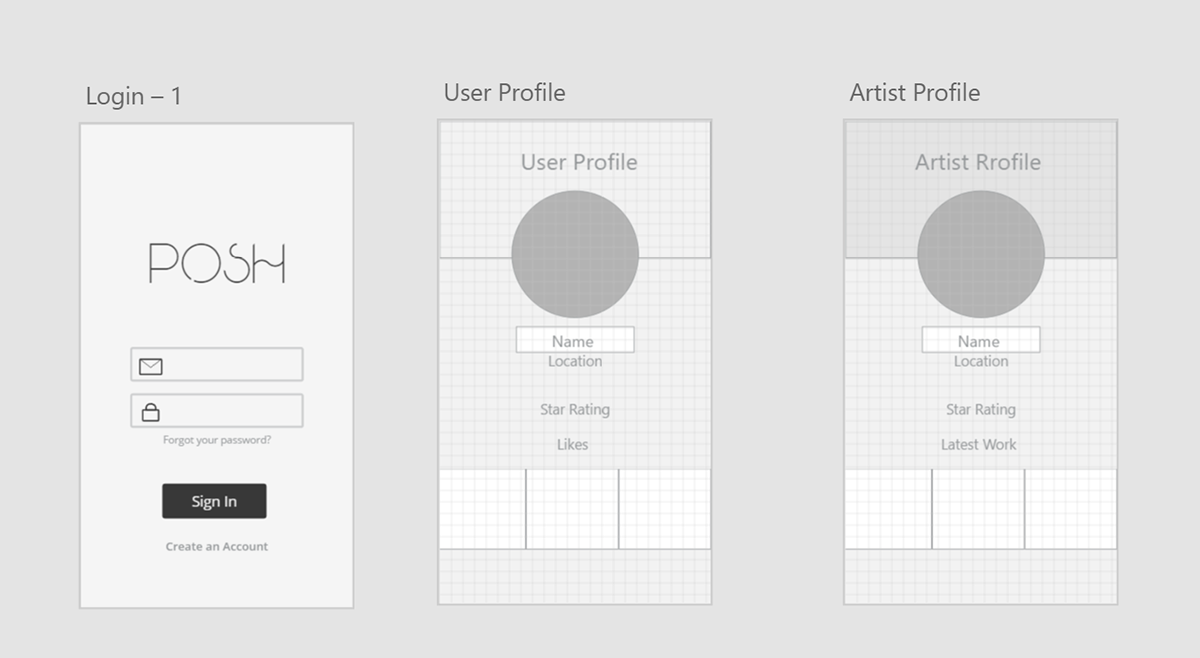 Login – 1
POSH
Forgot your password?
Sign In
Create an Account
User Profile
User Profile
Name
Location
Star Rating
Likes
Artist Profile
Artist Rrofile
Name
Location
Star Rating
Latest Work